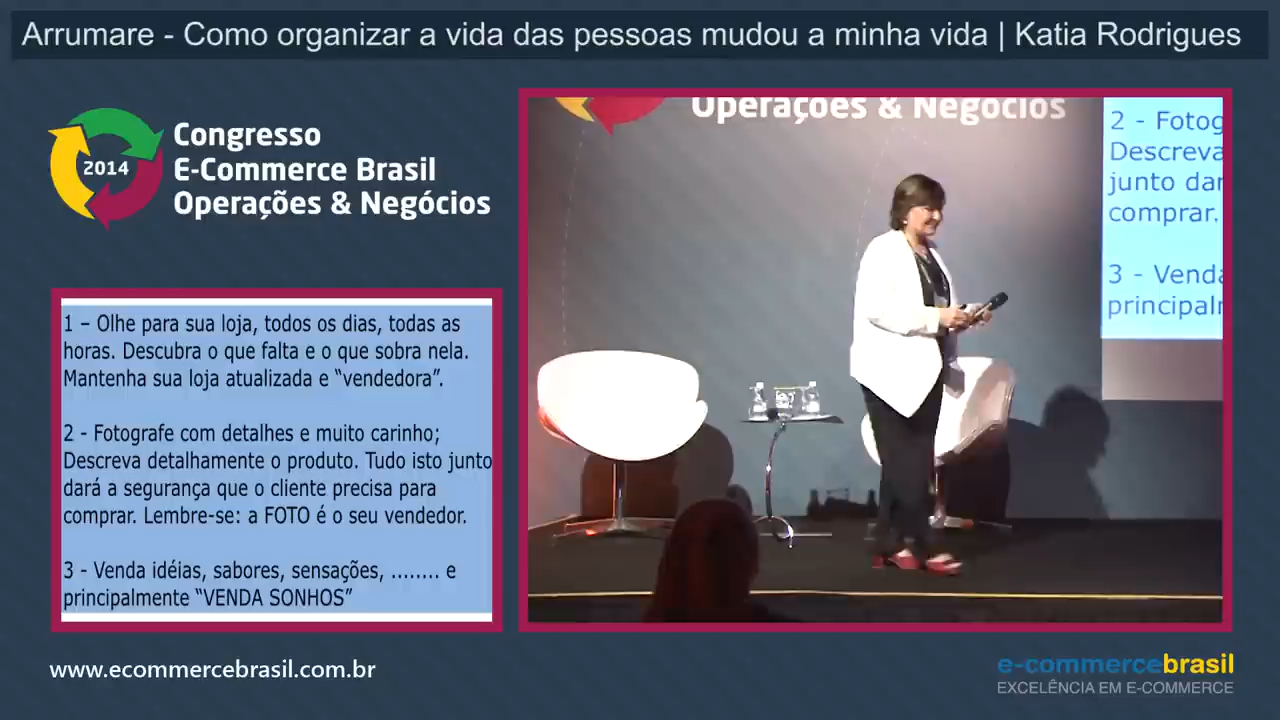 Arrumare - Como organizar a vida das pessoas mudou a minha vida | Katia Rodrigues
2014
Congresso
E-Commerce Brasil
Operações & Negócios
1 – Olhe para sua loja, todos os dias, todas as
horas. Descubra o que falta e o que sobra nela.
Mantenha sua loja atualizada e “vendedora”.
2 - Fotografe com detalhes e muito carinho;
Descreva detalhamente o produto. Tudo isto junto
dará a segurança que o cliente precisa para
comprar. Lembre-se: a FOTO é o seu vendedor.
3 - Venda idéias, sabores, sensações, ........ e
principalmente “VENDA SONHOS”
Operações & Negócios
2 - Fotog
Descreva
junto dar
comprar.
3 - Venda
principalr
www.ecommercebrasil.com.br
e-commercebrasil
EXCELÊNCIA EM E-COMMERCE